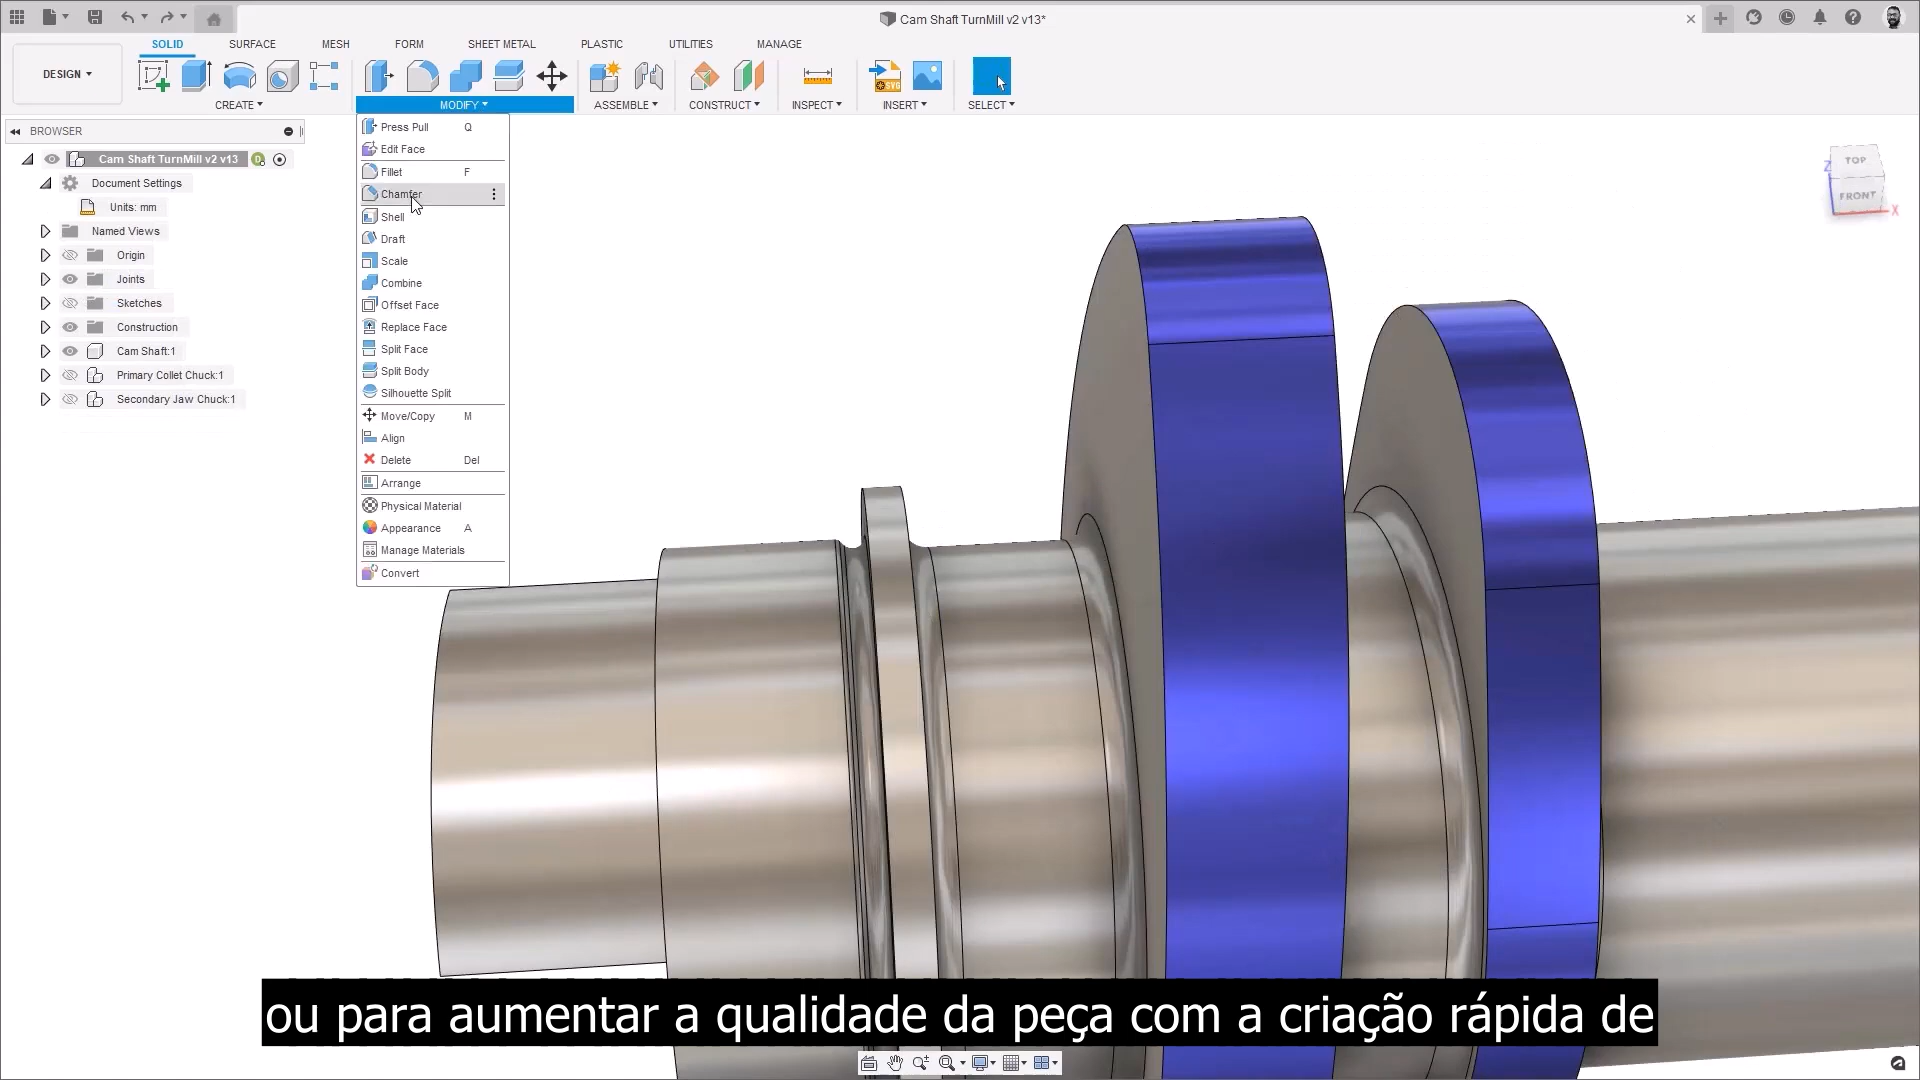 Cam Shaft TurnMill v2 v13*
SOLID
SURFACE
MESH
FORM
SHEET METAL
PLASTIC
UTILITIES
MANAGE
DESIGN
CREATE
MODIFY
ASSEMBLE
CONSTRUCT
INSPECT
INSERT
SELECT
BROWSER
Cam Shaft TurnMill v2 v13
Document Settings
Units: mm
Named Views
Origin
Joints
Sketches
Construction
Cam Shaft:1
Primary Collet Chuck:1
Secondary Jaw Chuck:1
Press Pull Q
Edit Face
Fillet F
Chamfer
Shell
Draft
Scale
Combine
Offset Face
Replace Face
Split Face
Split Body
Silhouette Split
Move/Copy M
Align
Delete Del
Arrange
Physical Material
Appearance A
Manage Materials
Convert
TOP
Z
FRONT
X
ou para aumentar a qualidade da peça com a criação rápida de